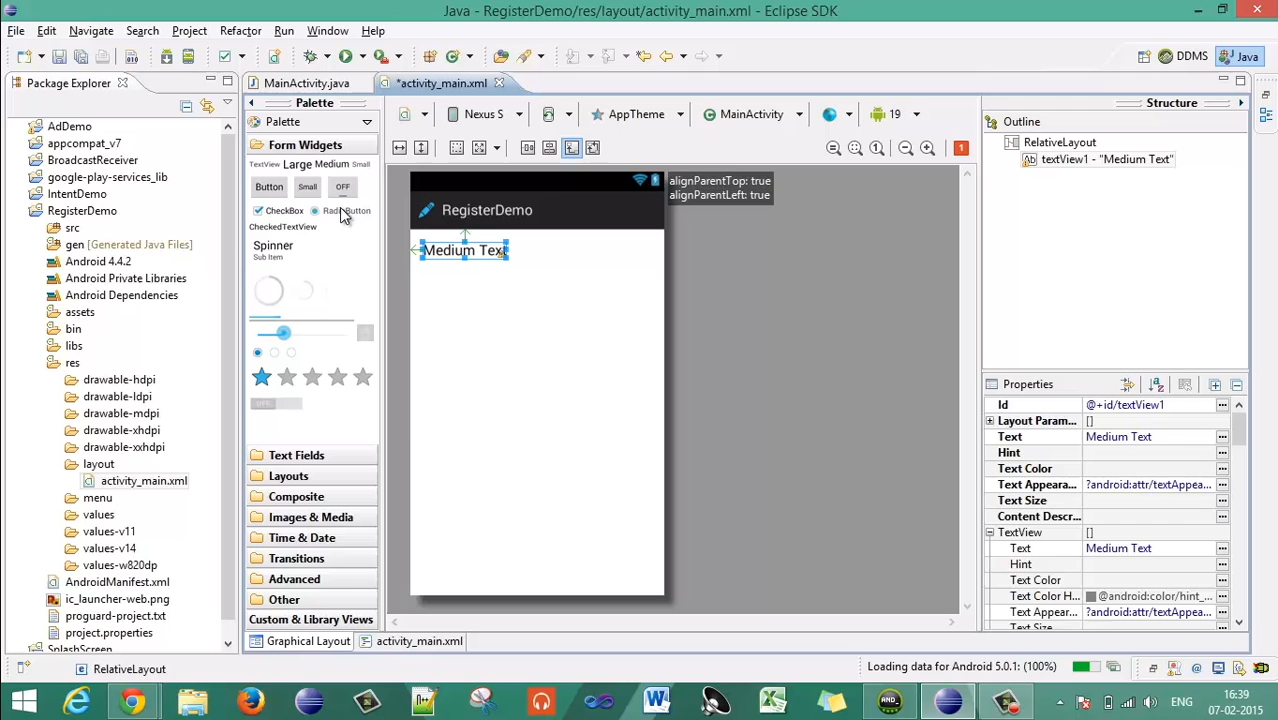 Java - RegisterDemo/res/layout/activity_main.xml - Eclipse SDK
File Edit Navigate Search Project Refactor Run Window Help
DDMS Java
Package Explorer
MainActivity.java
*activity_main.xml
Palette
Structure
Palette
Nexus S
AppTheme
MainActivity
19
Outline
1
AdDemo
appcompat_v7
BroadcastReceiver
google-play-services_lib
IntentDemo
RegisterDemo
src
gen [Generated Java Files]
Android 4.4.2
Android Private Libraries
Android Dependencies
assets
bin
libs
res
drawable-hdpi
drawable-ldpi
drawable-mdpi
drawable-xhdpi
drawable-xxhdpi
layout
activity_main.xml
menu
values
values-v11
values-v14
values-w820dp
AndroidManifest.xml
ic_launcher-web.png
proguard-project.txt
project.properties
SplashScreen
Form Widgets
TextView Large Medium Small
Button Small OFF
CheckBox RadioButton
CheckedTextView
Spinner
Sub Item
OFF
Text Fields
Layouts
Composite
Images & Media
Time & Date
Transitions
Advanced
Other
Custom & Library Views
RegisterDemo
Medium Text
alignParentTop: true
alignParentLeft: true
RelativeLayout
textView1 - "Medium Text"
Properties
Id @+id/textView1
Layout Param... []
Text Medium Text
Hint
Text Color
Text Appeara... ?android:attr/textAppea...
Text Size
Content Descr...
TextView []
Text Medium Text
Hint
Text Color
Text Color H... @android:color/hint_...
Text Appear... ?android:attr/textAppea...
Text Size
Graphical Layout
activity_main.xml
RelativeLayout
Loading data for Android 5.0.1: (100%)
ENG
16:39
07-02-2015